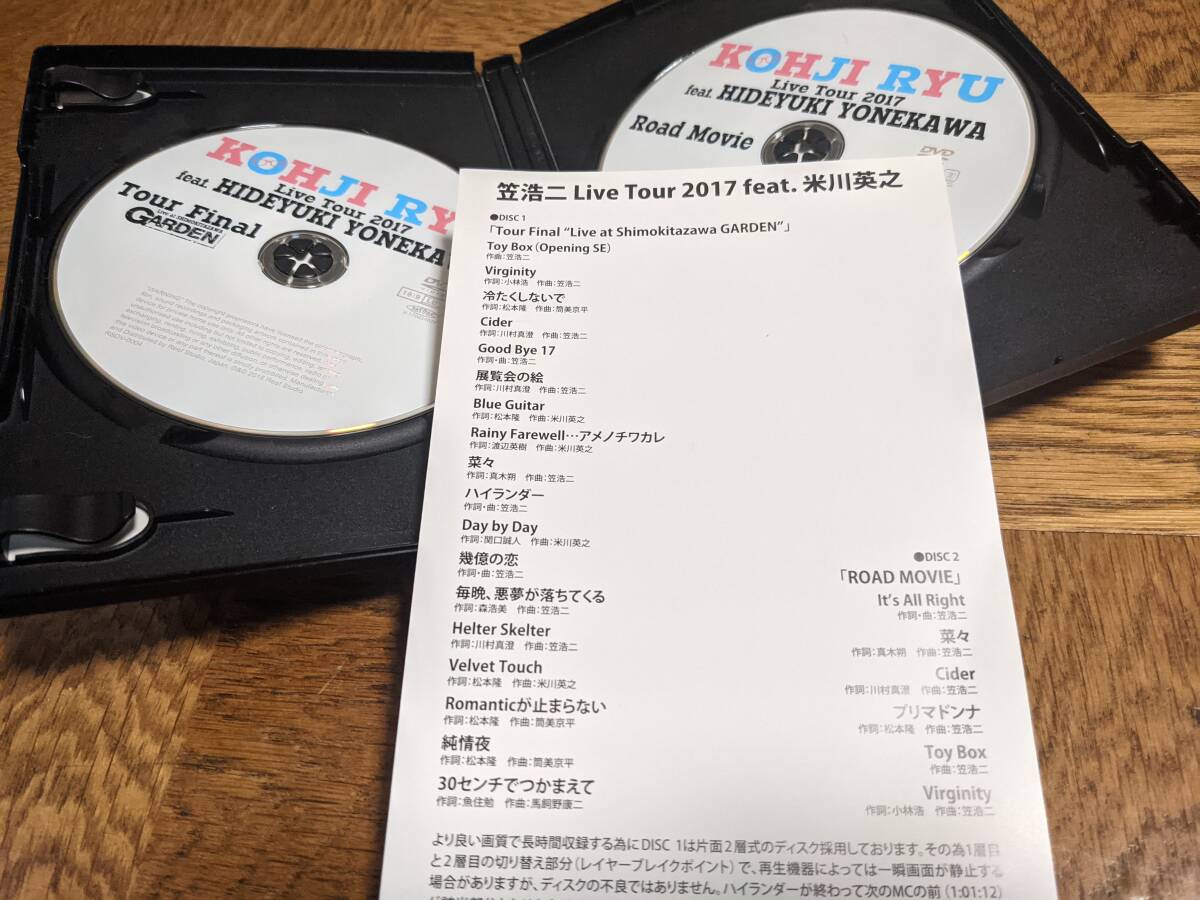 KOHJI RY
Live Tour 2017
feat. HIDEYUKI YONEKAWA
Tour Final
Live at SHIMOKITAZAWA
GARDEN
16:9
KOHJI RYU
Live Tour 2017
feat. HIDEYUKI YONEKAWA
Road Movie
DVD
笠浩二 Live Tour 2017 feat. 米川英之
●DISC 1
「Tour Final “Live at Shimokitazawa GARDEN”」
Toy Box(Opening SE)
作曲:笠浩二
Virginity
作詞:小林浩 作曲:笠浩二
冷たくしないで
作詞:松本隆 作曲:筒美京平
Cider
作詞:川村真澄 作曲:笠浩二
Good Bye 17
作詞・曲:笠浩二
展覧会の絵
作詞:川村真澄 作曲:笠浩二
Blue Guitar
作詞:松本隆 作曲:米川英之
Rainy Farewell…アメノチワカレ
作詞:渡辺英樹 作曲:米川英之
菜々
作詞:真木朔 作曲:笠浩二
ハイランダー
作詞・曲:笠浩二
Day by Day
作詞:関口誠人 作曲:米川英之
幾億の恋
作詞・曲:笠浩二
毎晩、悪夢が落ちてくる
作詞:森浩美 作曲:笠浩二
Helter Skelter
作詞:川村真澄 作曲:笠浩二
Velvet Touch
作詞:松本隆 作曲:米川英之
Romanticが止まらない
作詞:松本隆 作曲:筒美京平
純情夜
作詞:松本隆 作曲:筒美京平
30センチでつかまえて
作詞:魚住勉 作曲:馬飼野康二
●DISC 2
「ROAD MOVIE」
It's All Right
作詞・曲:笠浩二
菜々
作詞:真木朔 作曲:笠浩二
Cider
作詞:川村真澄 作曲:笠浩二
プリマドンナ
作詞:松本隆 作曲:笠浩二
Toy Box
作曲:笠浩二
Virginity
作詞:小林浩 作曲:笠浩二
より良い画質で長時間収録する為にDISC 1は片面2層式のディスク採用しております。その為1層目
と2層目の切り替え部分(レイヤーブレイクポイント)で、再生機器によっては一瞬画面が静止する
場合がありますが、ディスクの不良ではありません。ハイランダーが終わって次のMCの前(1:01:12)